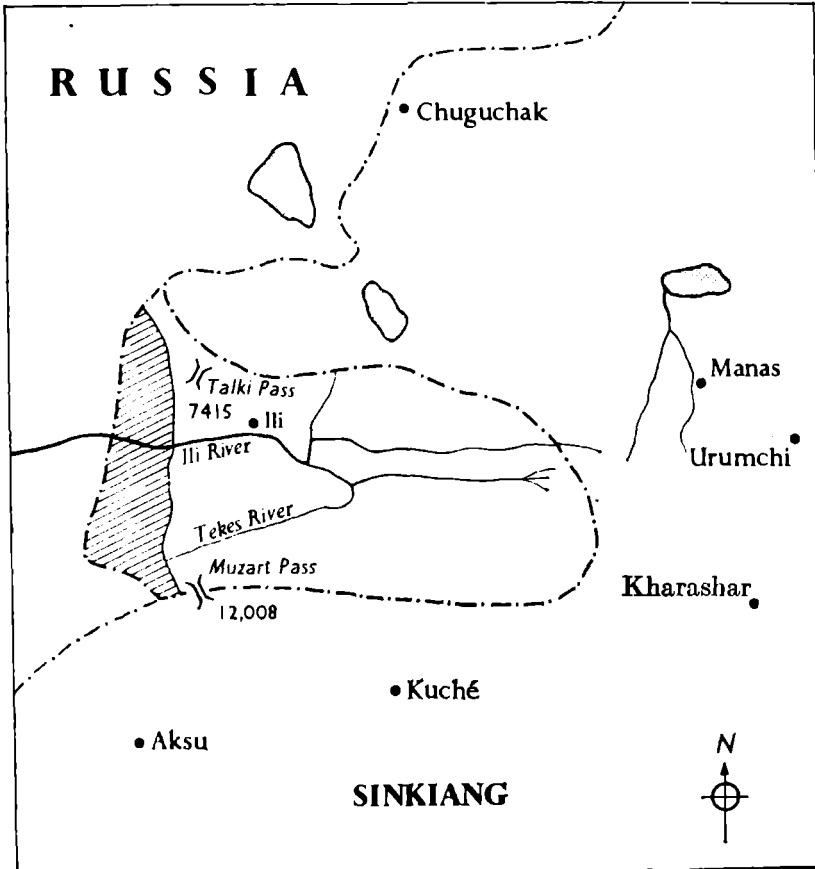 RUSSIA
Chuguchak
Talki Pass
7415
Ili
Manas
Ili River
Urumchi
Tekes River
Muzart Pass
12,008
Kharashar
Kuché
Aksu
SINKIANG
N